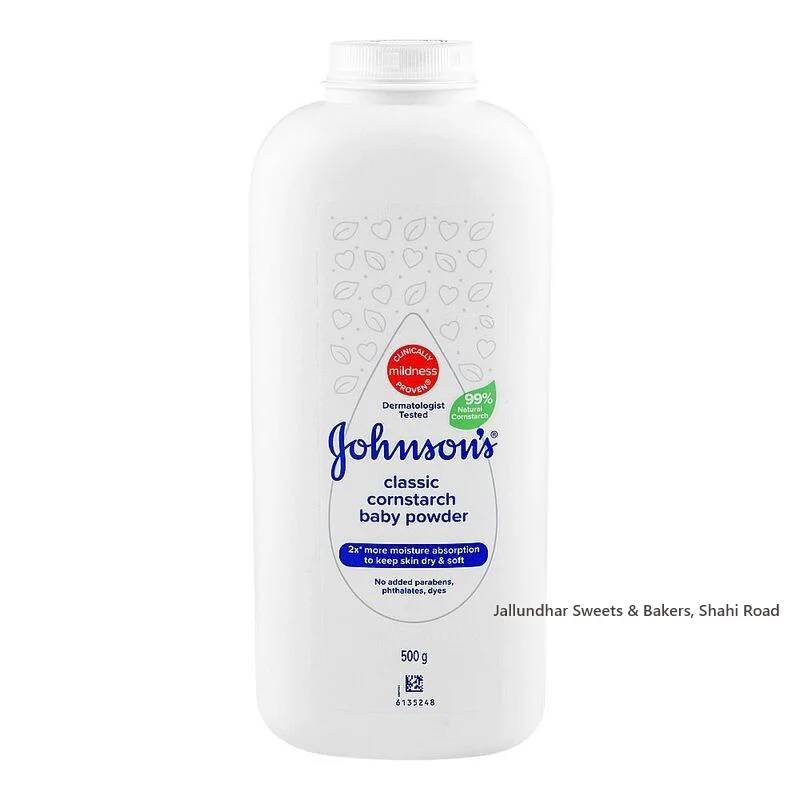 CLINICALLY
mildness
PROVEN®
Dermatologist
Tested
99%
Natural
Cornstarch
Johnson's®
classic
cornstarch
baby powder
2x* more moisture absorption
to keep skin dry & soft
No added parabens,
phthalates, dyes
Jallundhar Sweets & Bakers, Shahi Road
500 g
6135248